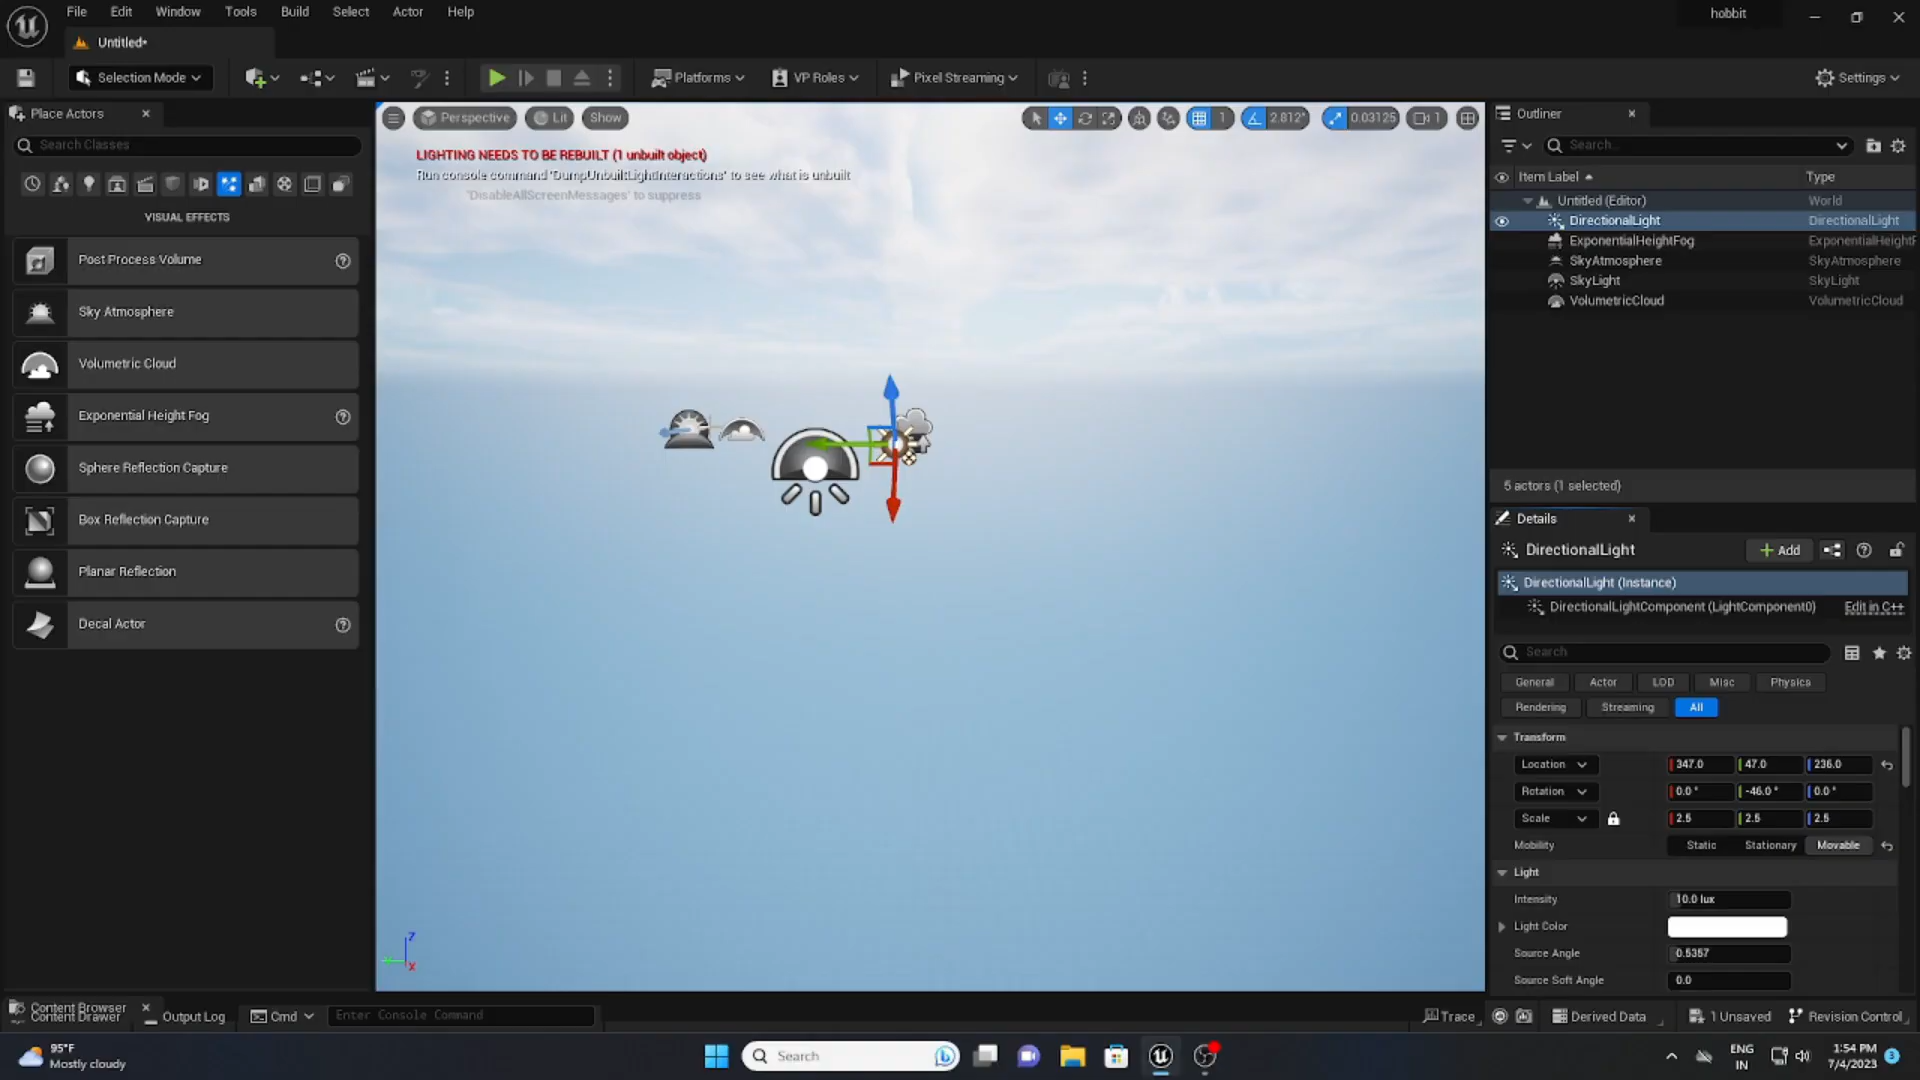 File Edit Window Tools Build Select Actor Help
hobbit
Untitled*
Selection Mode
Platforms
VP Roles
Pixel Streaming
Settings
Place Actors
Search Classes
VISUAL EFFECTS
Post Process Volume
Sky Atmosphere
Volumetric Cloud
Exponential Height Fog
Sphere Reflection Capture
Box Reflection Capture
Planar Reflection
Decal Actor
Perspective Lit Show
1 2.812° 0.03125 1
LIGHTING NEEDS TO BE REBUILT (1 unbuilt object)
Run console command 'DumpUnbuiltLightInteractions' to see what is unbuilt
'DisableAllScreenMessages' to suppress
Z
X
Outliner
Search...
Item Label Type
Untitled (Editor) World
DirectionalLight DirectionalLight
ExponentialHeightFog ExponentialHeightF
SkyAtmosphere SkyAtmosphere
SkyLight SkyLight
VolumetricCloud VolumetricCloud
5 actors (1 selected)
Details
DirectionalLight
Add
DirectionalLight (Instance)
DirectionalLightComponent (LightComponent0) Edit in C++
Search
General Actor LOD Misc Physics
Rendering Streaming All
Transform
Location 347.0 47.0 236.0
Rotation 0.0 ° -46.0 ° 0.0 °
Scale 2.5 2.5 2.5
Mobility Static Stationary Movable
Light
Intensity 10.0 lux
Light Color
Source Angle 0.5357
Source Soft Angle 0.0
Content Browser
Content Drawer
Output Log
Cmd
Enter Console Command
Trace
Derived Data
1 Unsaved
Revision Control
95°F
Mostly cloudy
Search
ENG
IN
1:54 PM
7/4/2023
3